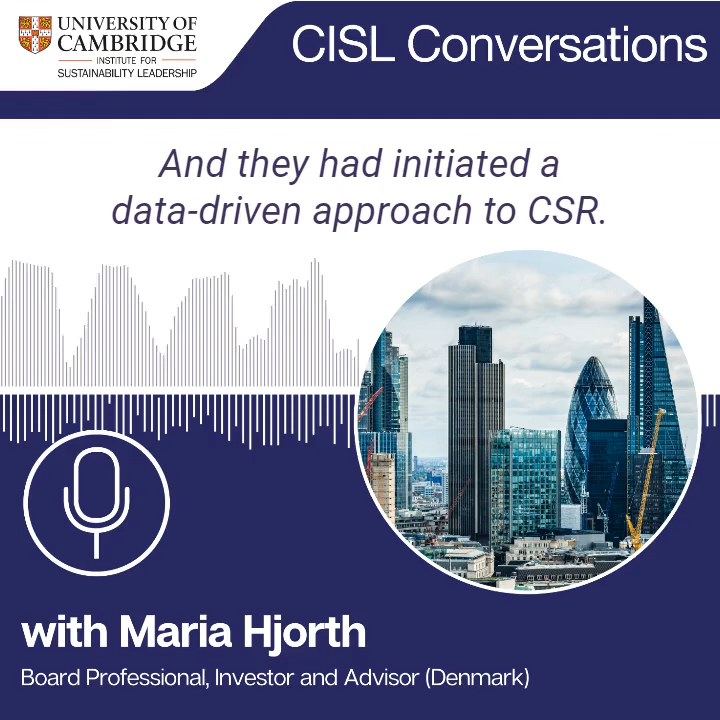 UNIVERSITY OF
CAMBRIDGE
INSTITUTE FOR
SUSTAINABILITY LEADERSHIP
CISL Conversations
And they had initiated a
data-driven approach to CSR.
with Maria Hjorth
Board Professional, Investor and Advisor (Denmark)